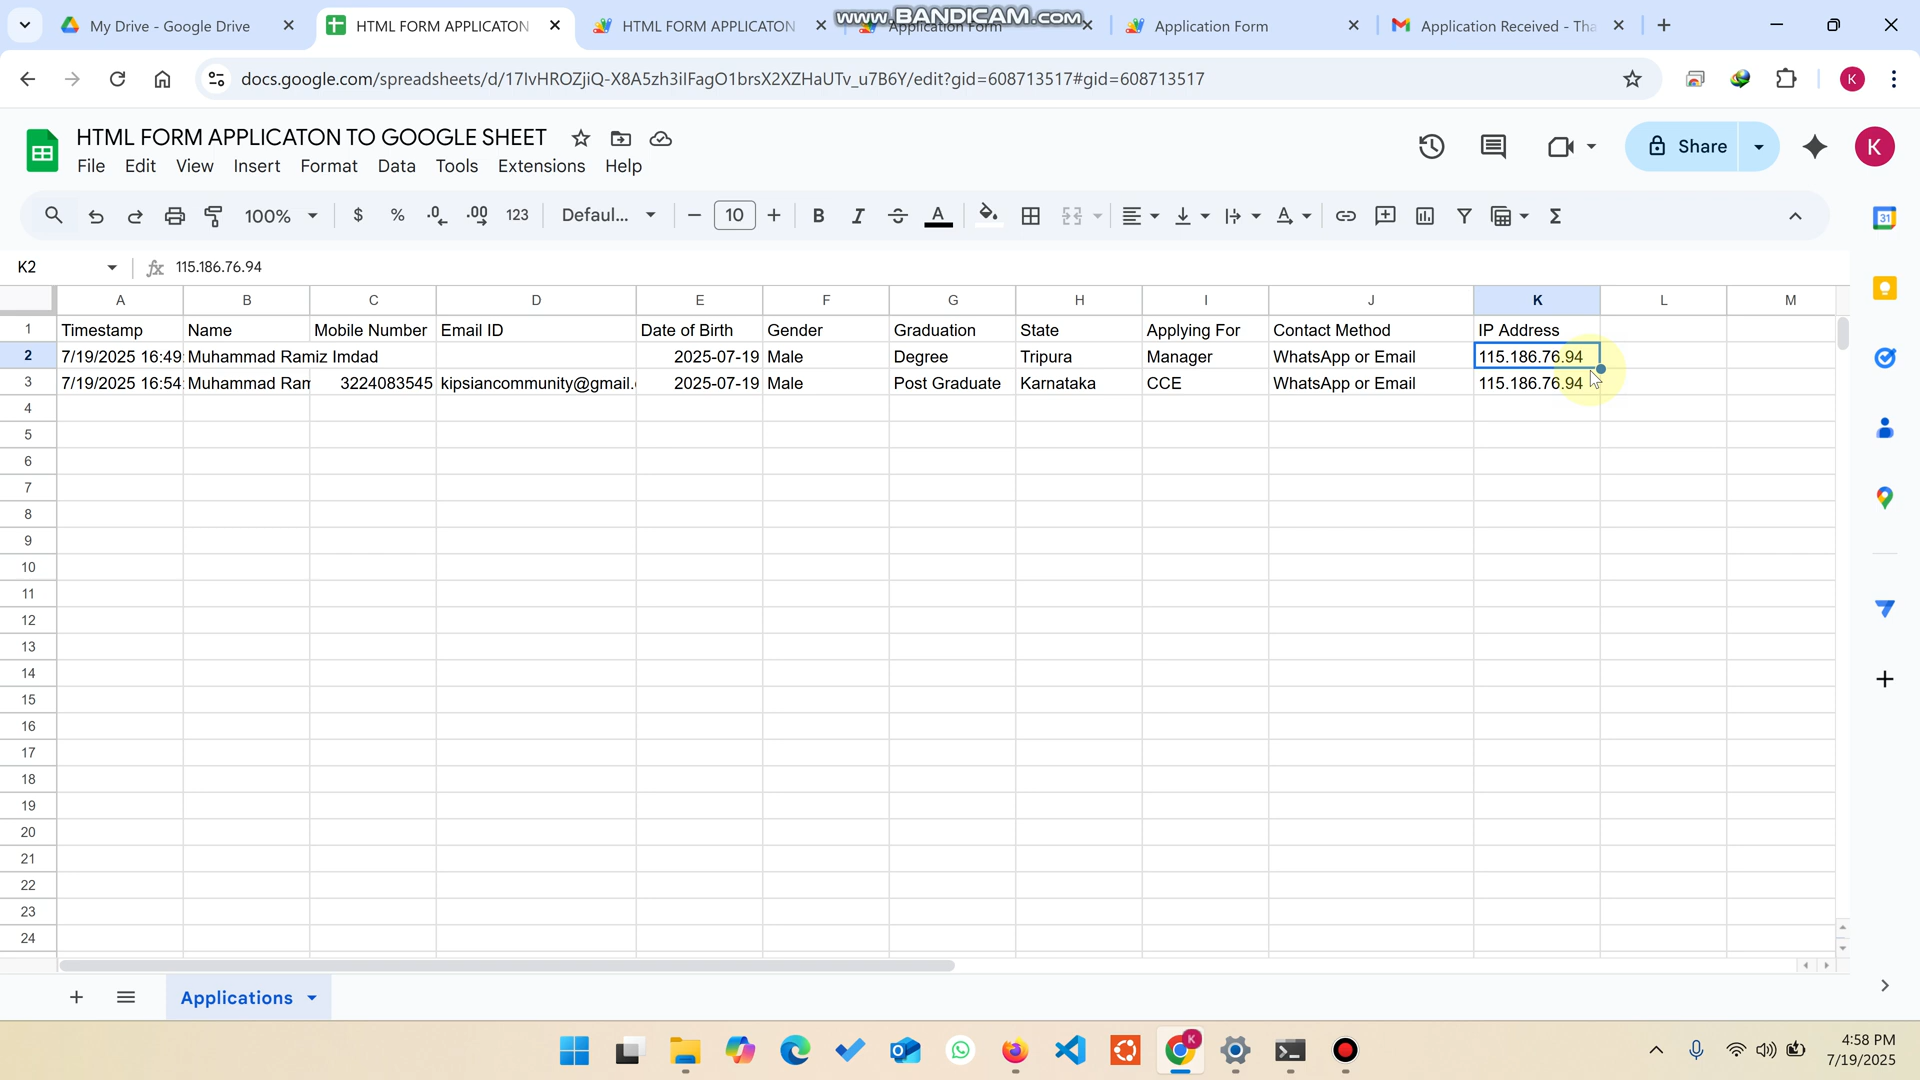 My Drive - Google Drive
HTML FORM APPLICATON
HTML FORM APPLICATON
Application Form
Application Form
Application Received - Tha
www.BANDICAM.com
docs.google.com/spreadsheets/d/17IvHROZjiQ-X8A5zh3iIFagO1brsX2XZHaUTv_u7B6Y/edit?gid=608713517#gid=608713517
K
HTML FORM APPLICATON TO GOOGLE SHEET
File Edit View Insert Format Data Tools Extensions Help
Share
K
100% $ % .0 .00 123 Defaul... 10 B I S A
K2 fx 115.186.76.94
A B C D E F G H I J K L M
1 Timestamp Name Mobile Number Email ID Date of Birth Gender Graduation State Applying For Contact Method IP Address
2 7/19/2025 16:49: Muhammad Ramiz Imdad 2025-07-19 Male Degree Tripura Manager WhatsApp or Email 115.186.76.94
3 7/19/2025 16:54: Muhammad Ram 3224083545 kipsiancommunity@gmail. 2025-07-19 Male Post Graduate Karnataka CCE WhatsApp or Email 115.186.76.94
4
5
6
7
8
9
10
11
12
13
14
15
16
17
18
19
20
21
22
23
24
31
Applications
4:58 PM
7/19/2025